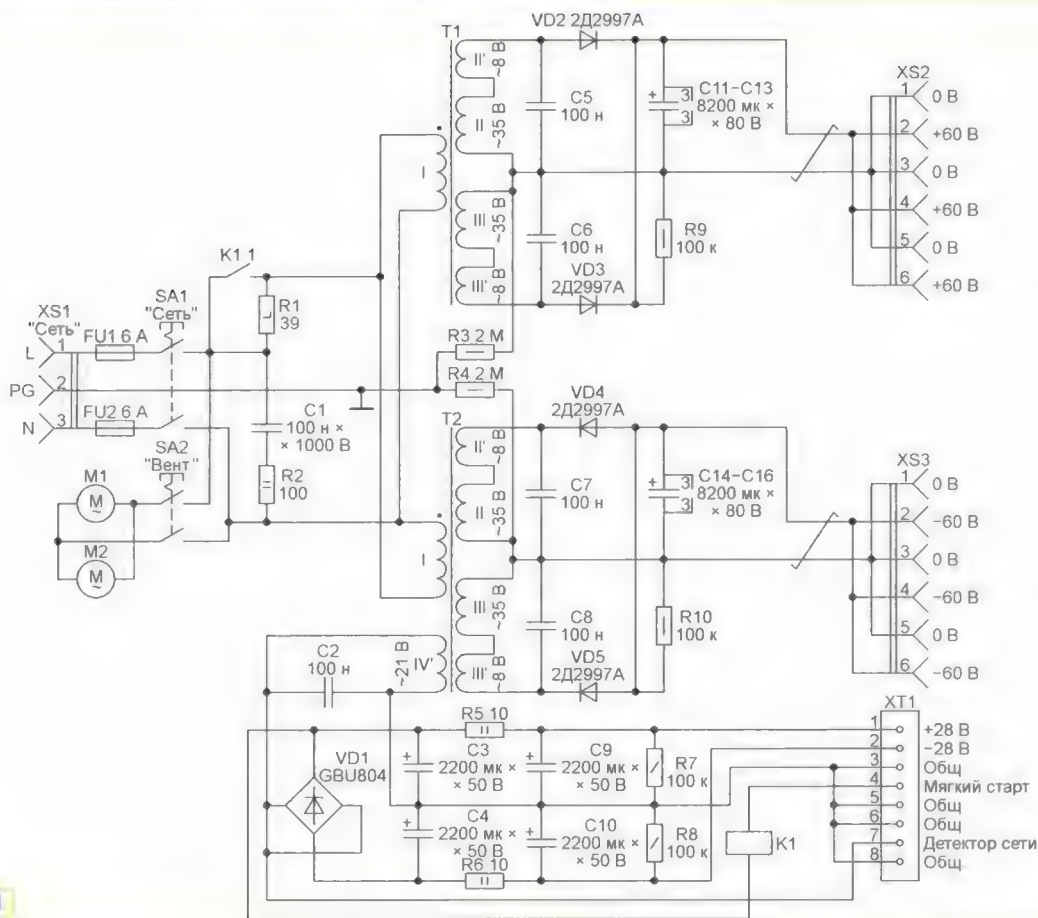 T1
VD2 2Д2997А
II'
~8 В
II
~35 В
I
III
~35 В
III'
~8 В
C5
100 н
+
3
3
C11–C13
8200 мк ×
× 80 В
C6
100 н
VD3
2Д2997А
R9
100 к
XS2
1
0 В
2
+60 В
3
0 В
4
+60 В
5
0 В
6
+60 В
K1 1
R1
39
XS1
"Сеть"
1
L
2
PG
3
N
FU1 6 А
FU2 6 А
SA1
"Сеть"
SA2
"Вент"
C1
100 н ×
× 1000 В
R2
100
M1
M
~
M2
M
~
R3 2 М
R4 2 М
T2
II'
~8 В
II
~35 В
I
III
~35 В
III'
~8 В
IV'
~21 В
VD4
2Д2997А
C7
100 н
+
3
3
C14–C16
8200 мк ×
× 80 В
C8
100 н
VD5
2Д2997А
R10
100 к
XS3
1
0 В
2
−60 В
3
0 В
4
−60 В
5
0 В
6
−60 В
C2
100 н
VD1
GBU804
R5 10
+
C3
2200 мк ×
× 50 В
+
C9
2200 мк ×
× 50 В
R7
100 к
+
C4
2200 мк ×
× 50 В
+
C10
2200 мк ×
× 50 В
R8
100 к
R6 10
K1
XT1
1
+28 В
2
−28 В
3
Общ
4
Мягкий старт
5
Общ
6
Общ
7
Детектор сети
8
Общ